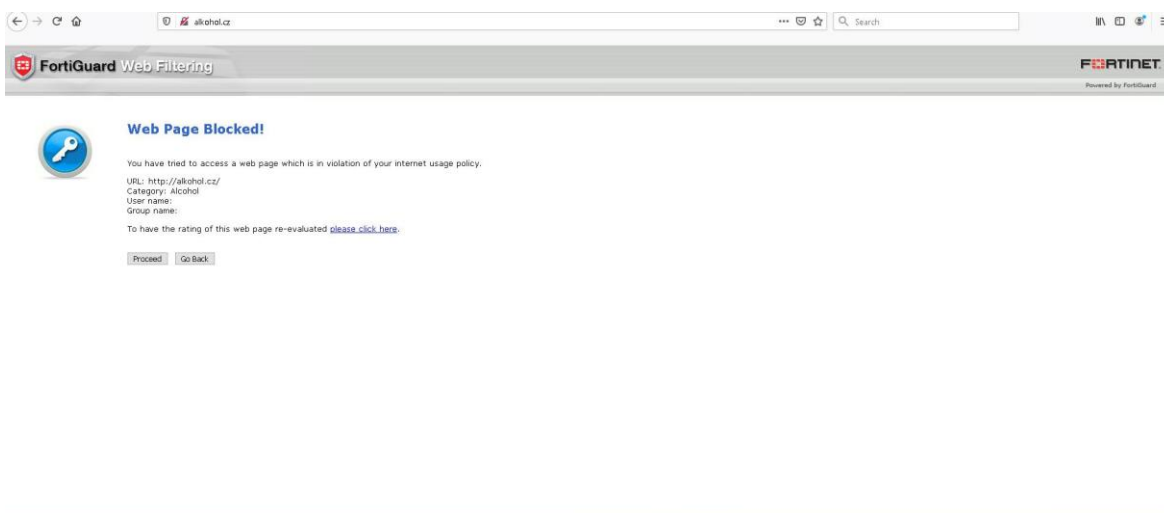 alkohol.cz
Search
FortiGuard Web Filtering
FORTINET
Powered by FortiGuard
Web Page Blocked!
You have tried to access a web page which is in violation of your internet usage policy.
URL: http://alkohol.cz/
Category: Alcohol
User name:
Group name:
To have the rating of this web page re-evaluated please click here.
Proceed Go Back